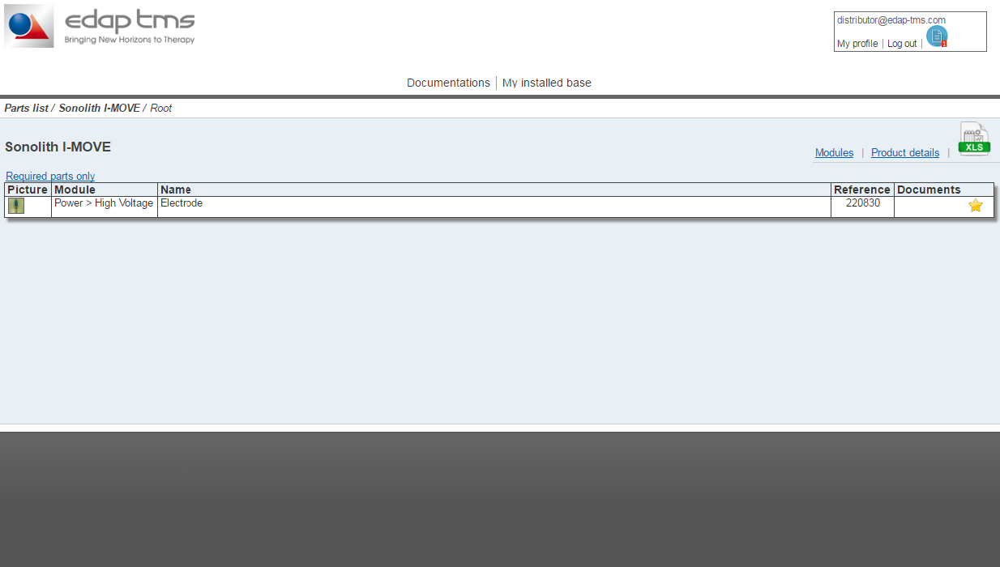 edap tms
Bringing New Horizons to Therapy
distributor@edap-tms.com
My profile | Log out |
1
Documentations | My installed base
Parts list / Sonolith I-MOVE / Root
Sonolith I-MOVE
Modules | Product details |
XLS
Required parts only
Picture Module Name Reference Documents
Power > High Voltage Electrode 220830